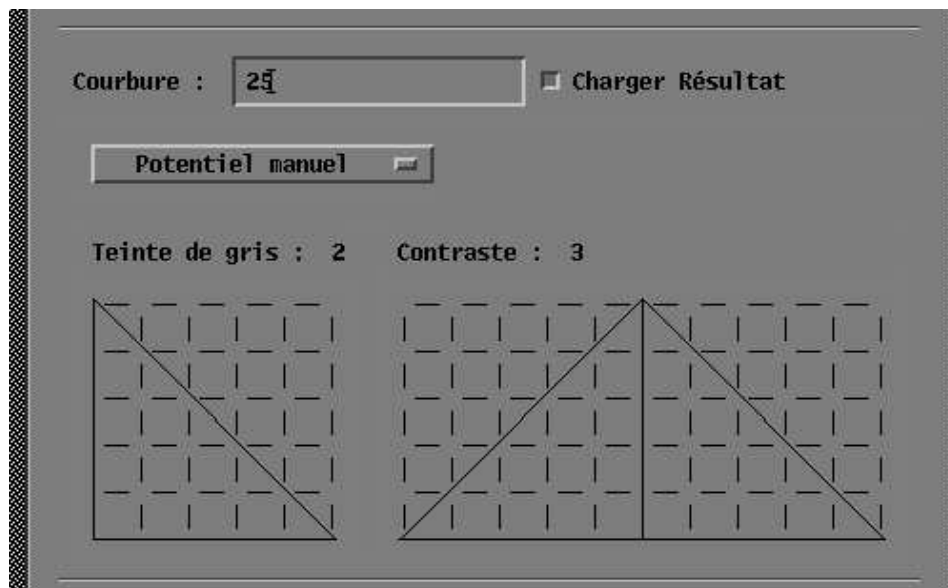 Courbure : 25 Charger Résultat
Potentiel manuel
Teinte de gris : 2 Contraste : 3